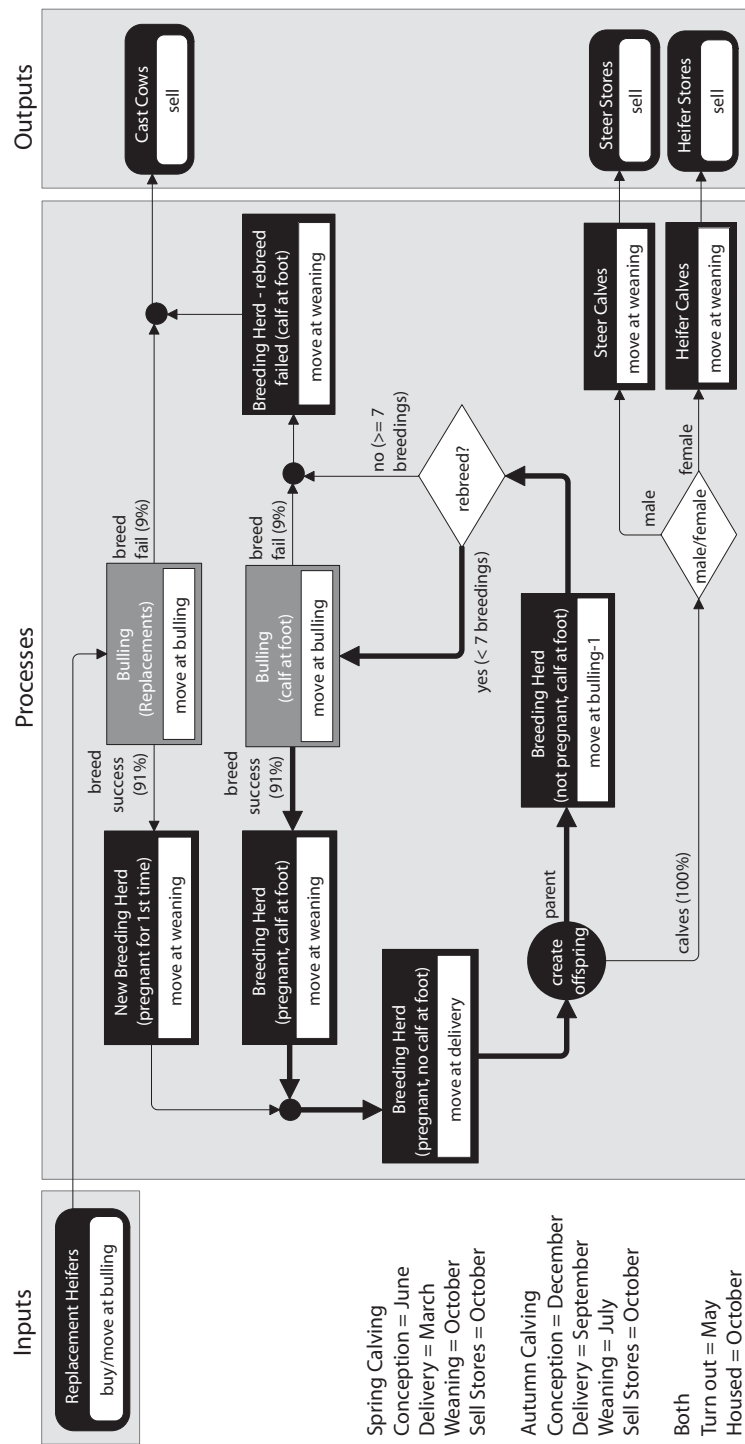 Inputs
Processes
Outputs
Replacement Heifers
buy/move at bulling
New Breeding Herd
(pregnant for 1st time)
move at weaning
breed
success
(91%)
Bulling
(Replacements)
move at bulling
breed
fail (9%)
Cast Cows
sell
Breeding Herd
(pregnant, calf at foot)
move at weaning
breed
success
(91%)
Bulling
(calf at foot)
move at bulling
breed
fail (9%)
Breeding Herd - rebreed
failed (calf at foot)
move at weaning
no (>= 7
breedings)
rebreed?
yes (< 7 breedings)
Breeding Herd
(pregnant, no calf at foot)
move at delivery
create
offspring
parent
Breeding Herd
(not pregnant, calf at foot)
move at bulling-1
calves (100%)
male/female
male
female
Steer Calves
move at weaning
Heifer Calves
move at weaning
Steer Stores
sell
Heifer Stores
sell
Spring Calving
Conception = June
Delivery = March
Weaning = October
Sell Stores = October
Autumn Calving
Conception = December
Delivery = September
Weaning = July
Sell Stores = October
Both
Turn out = May
Housed = October